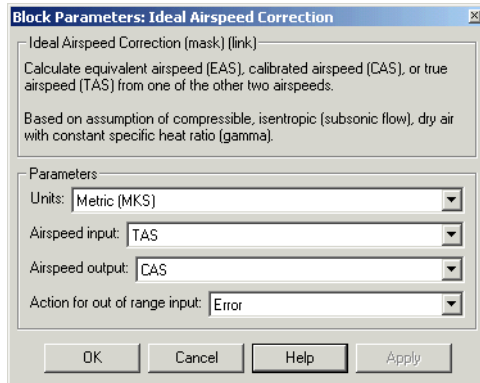 Block Parameters: Ideal Airspeed Correction
Ideal Airspeed Correction (mask) (link)
Calculate equivalent airspeed (EAS), calibrated airspeed (CAS), or true
airspeed (TAS) from one of the other two airspeeds.
Based on assumption of compressible, isentropic (subsonic flow), dry air
with constant specific heat ratio (gamma).
Parameters
Units: Metric (MKS)
Airspeed input: TAS
Airspeed output: CAS
Action for out of range input: Error
OK Cancel Help Apply